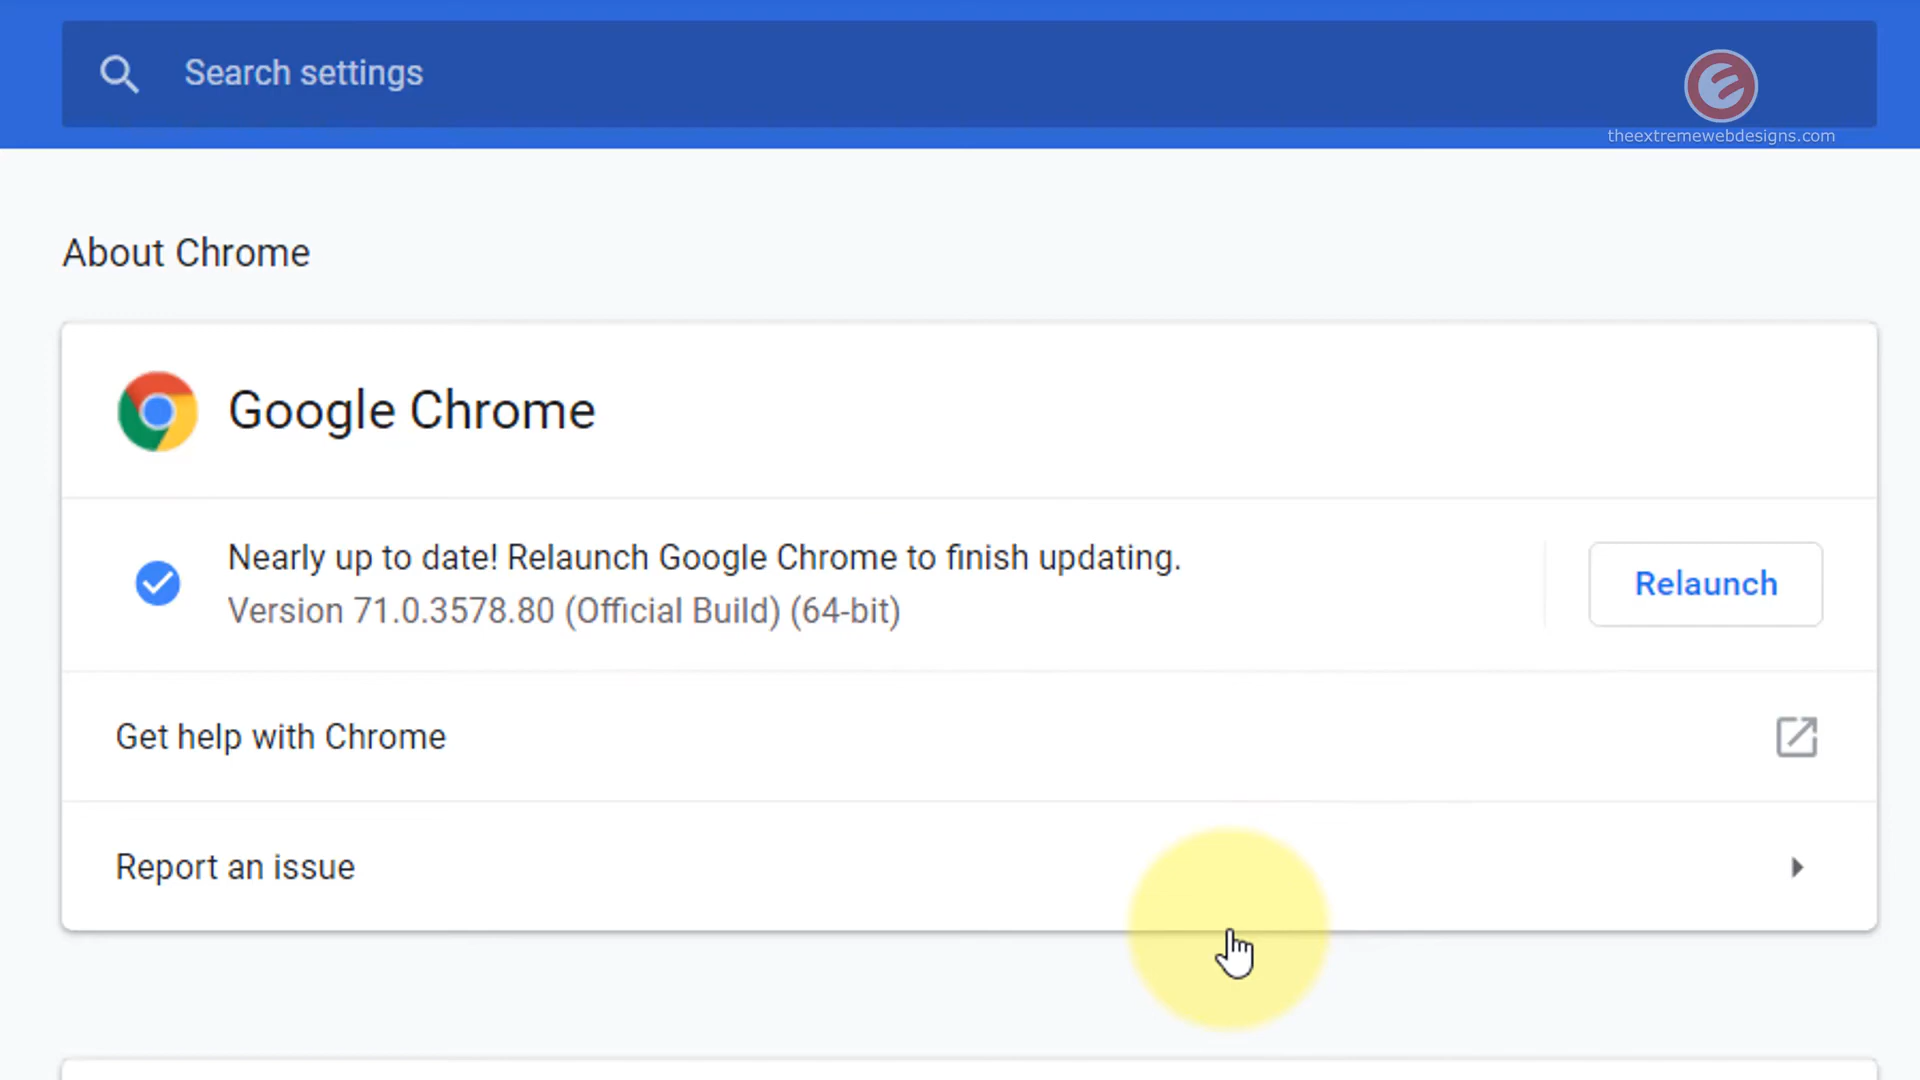 Search settings
theextremewebdesigns.com
About Chrome
Google Chrome
Nearly up to date! Relaunch Google Chrome to finish updating.
Version 71.0.3578.80 (Official Build) (64-bit)
Relaunch
Get help with Chrome
Report an issue